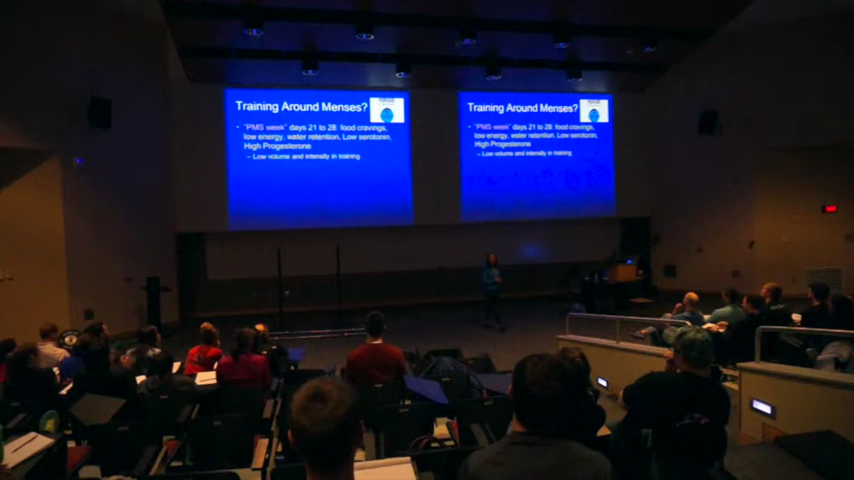 Training Around Menses?
- "PMS week" days 21 to 28: food cravings,
low energy, water retention, Low serotonin,
High Progesterone
– Low volume and intensity in training
Training Around Menses?
- "PMS week" days 21 to 28: food cravings,
low energy, water retention, Low serotonin,
High Progesterone
– Low volume and intensity in training